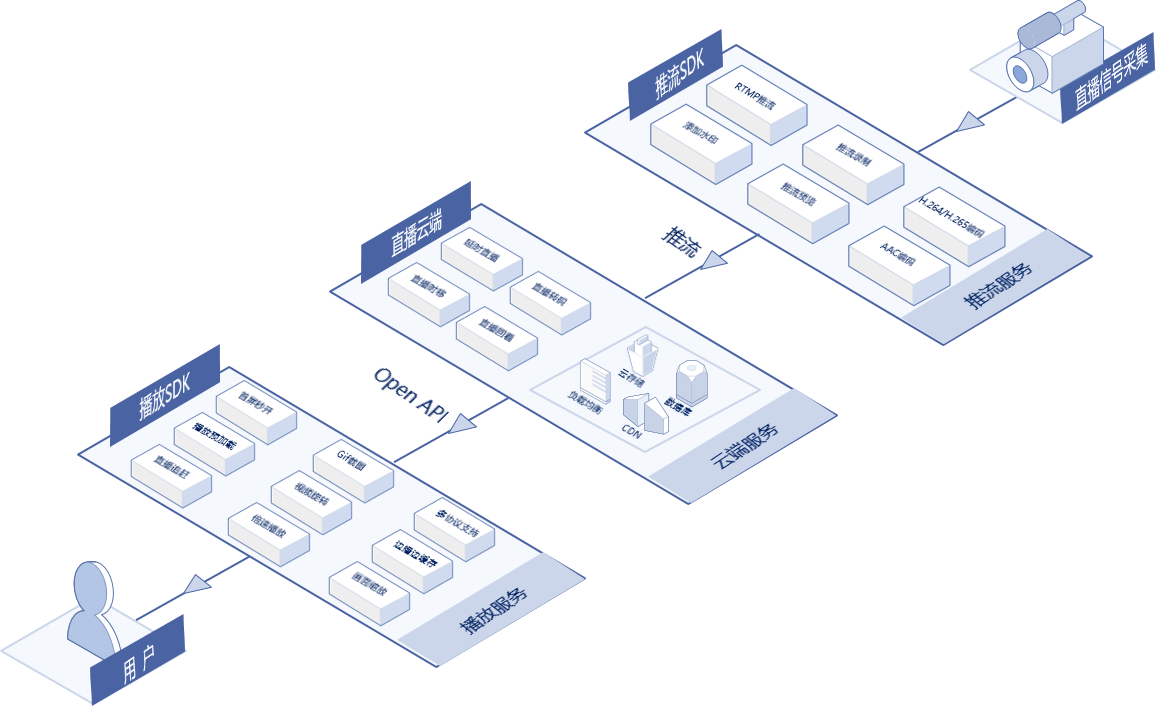 直播信号采集
推流SDK
RTMP推流
添加水印
推流录制
推流预览
H.264/H.265编码
AAC编码
推流服务
推流
直播云端
延时直播
直播时移
直播转码
直播回看
云存储
负载均衡
数据库
CDN
云端服务
Open API
播放SDK
首屏秒开
播放预加载
直播追赶
Gif截图
视频旋转
倍速播放
多协议支持
边播边缓存
画面缩放
播放服务
用户